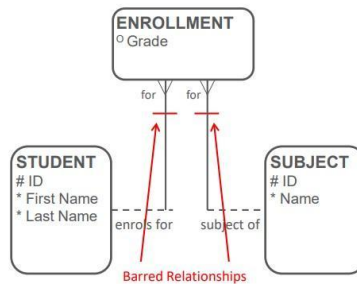 ENROLLMENT
o Grade
for for
STUDENT
# ID
* First Name
* Last Name
SUBJECT
# ID
* Name
enrols for
subject of
Barred Relationships